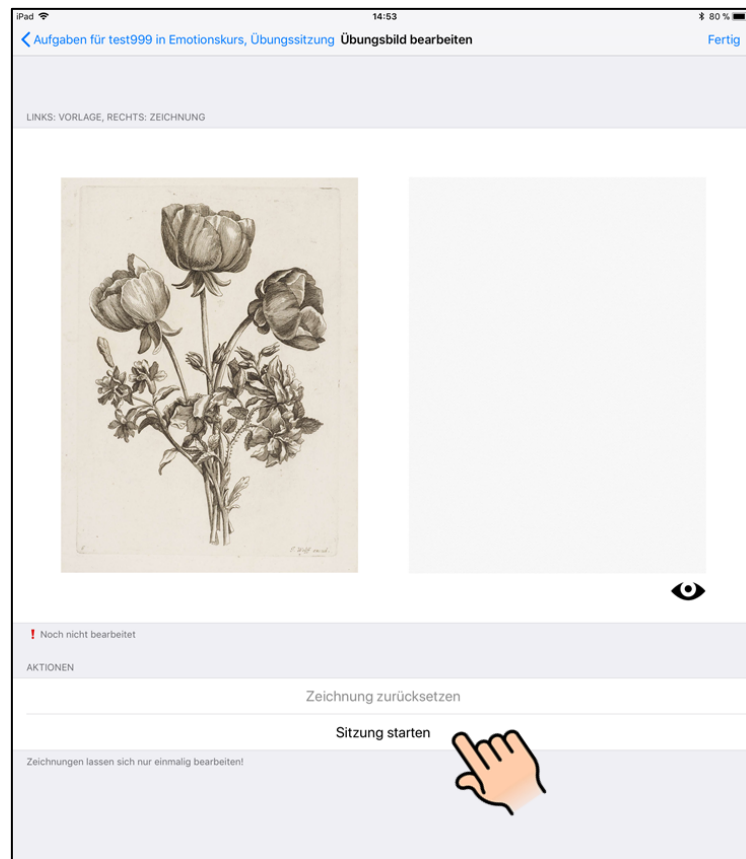 iPad 14:53 80 %
Aufgaben für test999 in Emotionskurs, Übungssitzung Übungsbild bearbeiten Fertig
LINKS: VORLAGE, RECHTS: ZEICHNUNG
! Noch nicht bearbeitet
AKTIONEN
Zeichnung zurücksetzen
Sitzung starten
Zeichnungen lassen sich nur einmalig bearbeiten!